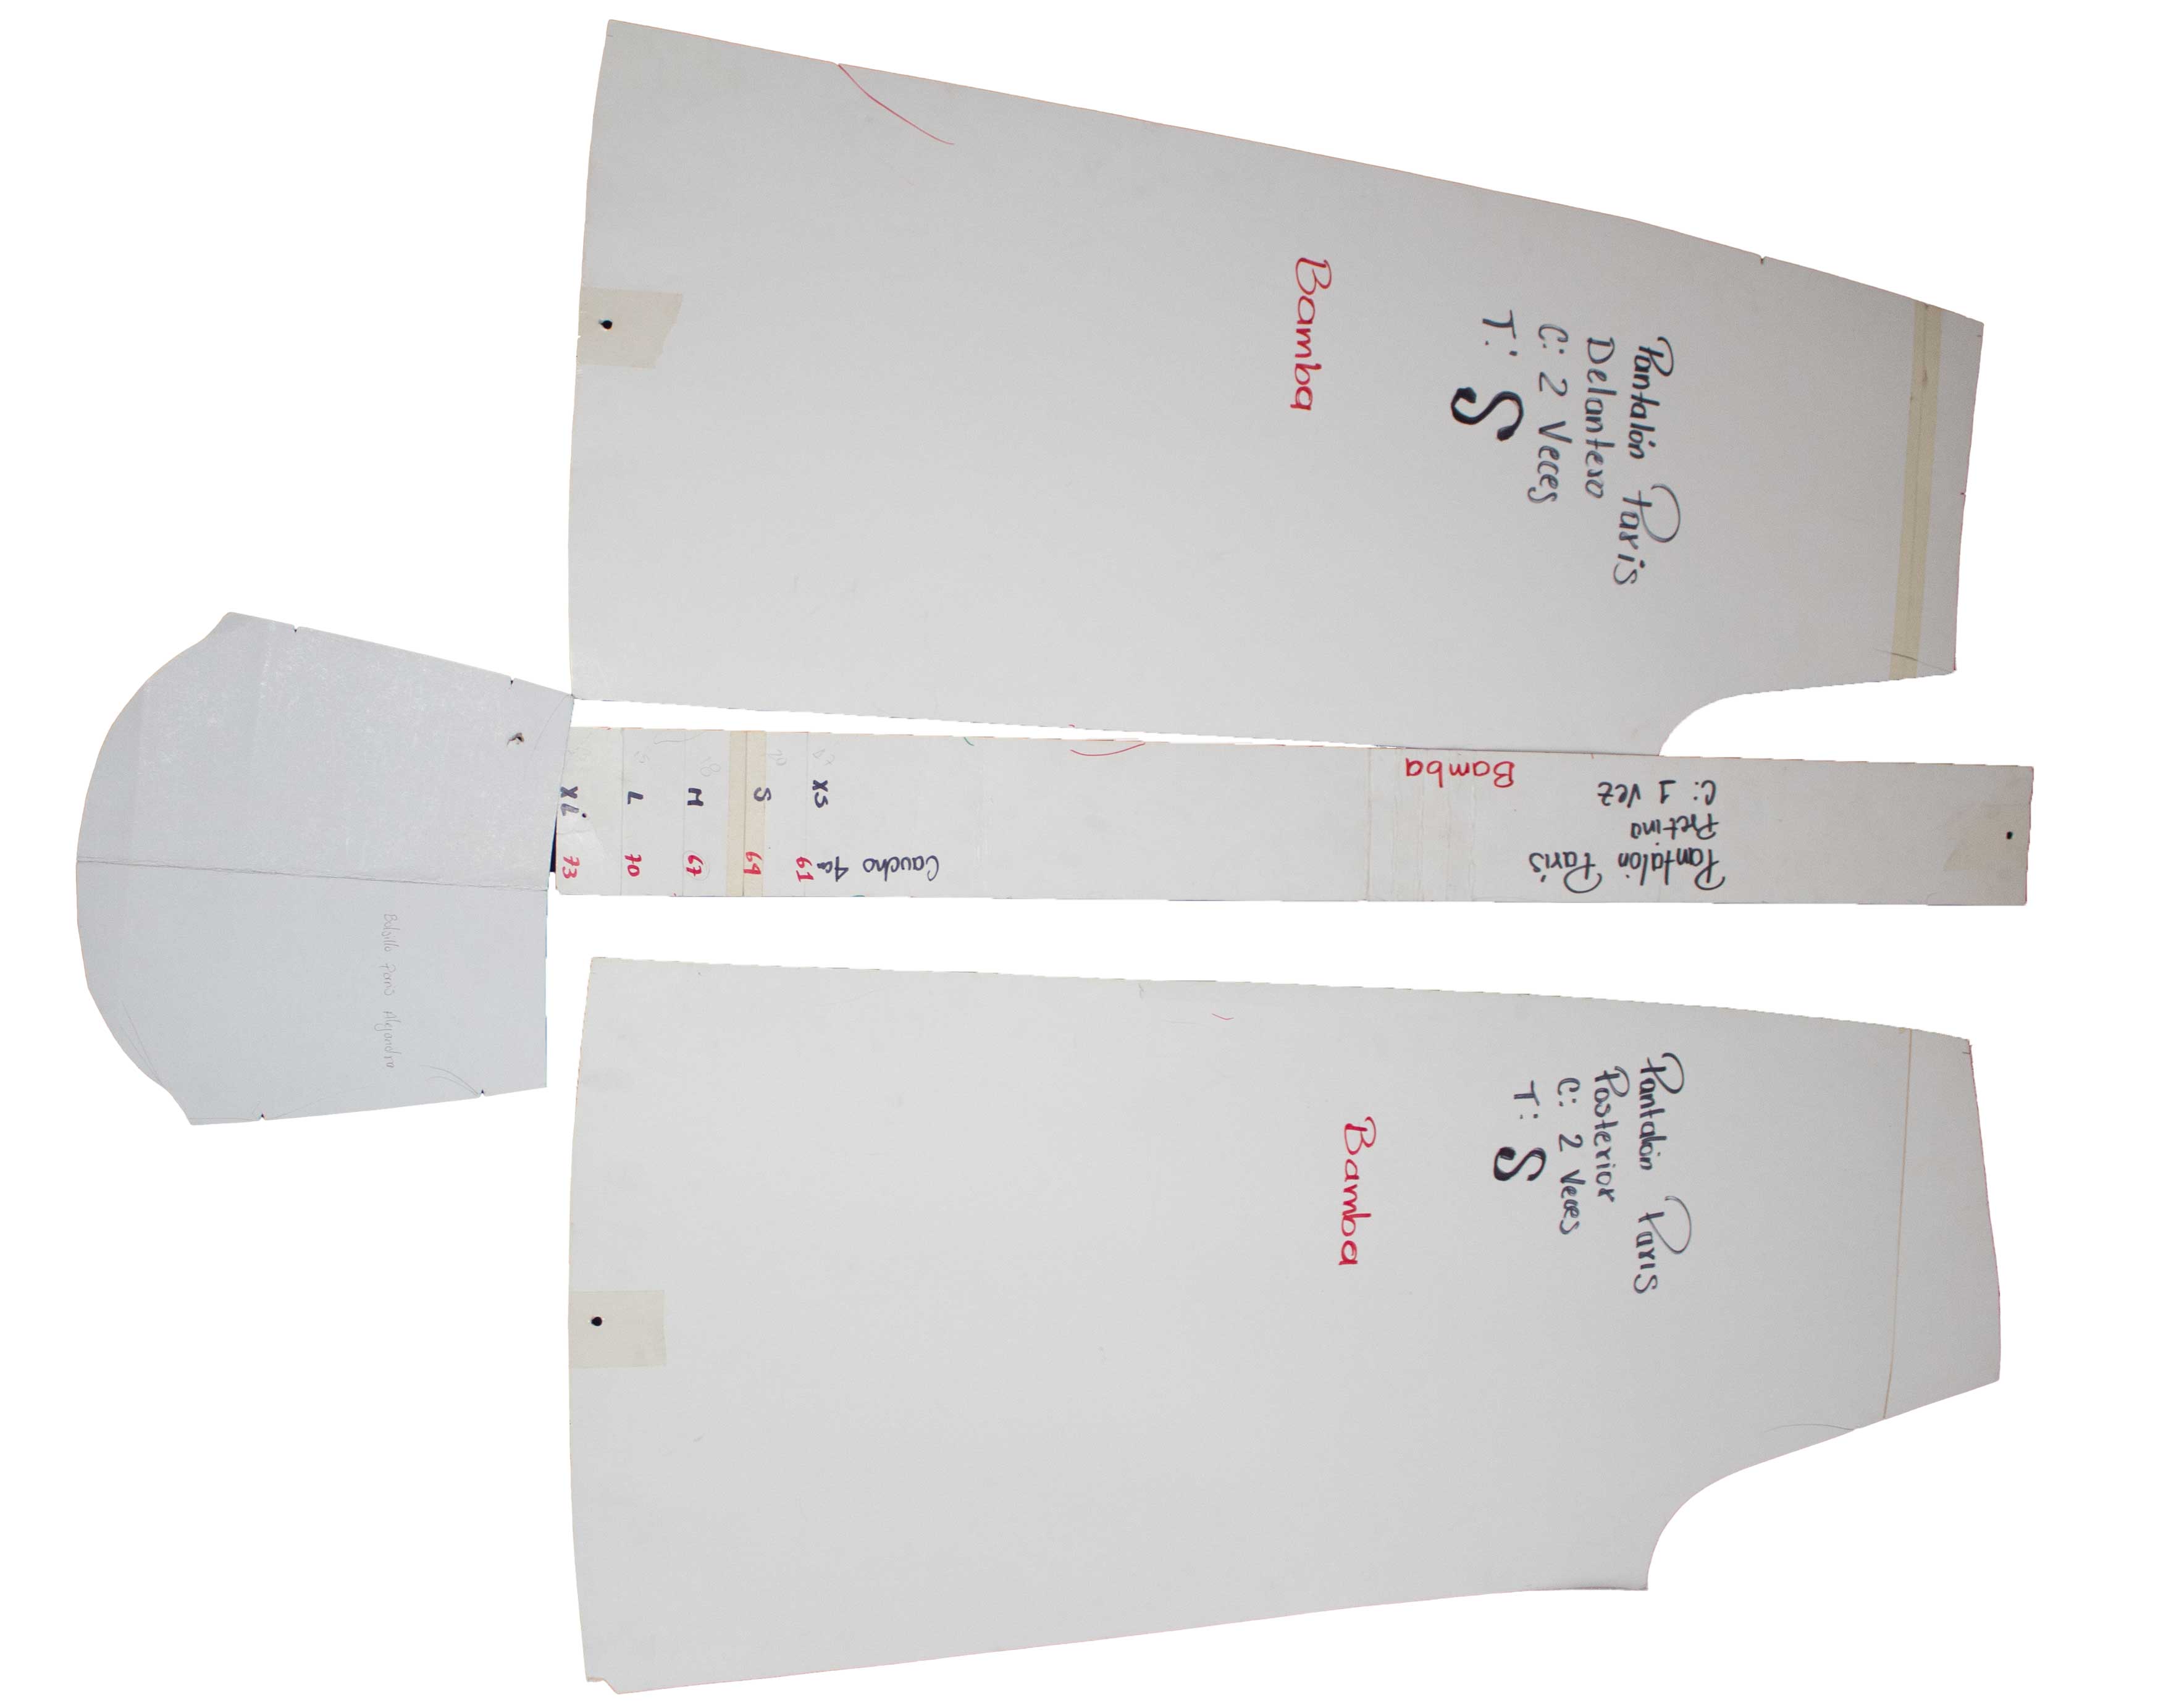 Pantalón Paris
Delantero
C: 2 Veces
T: S
Bamba
Pantalón Paris
Pretina
C: 1 Vez
Bamba
Caucho 4cm
XS 61
S 64
M 67
L 70
XL 73
Pantalón Paris
Posterior
C: 2 Veces
T: S
Bamba
Bolsillo Paris Alejandra